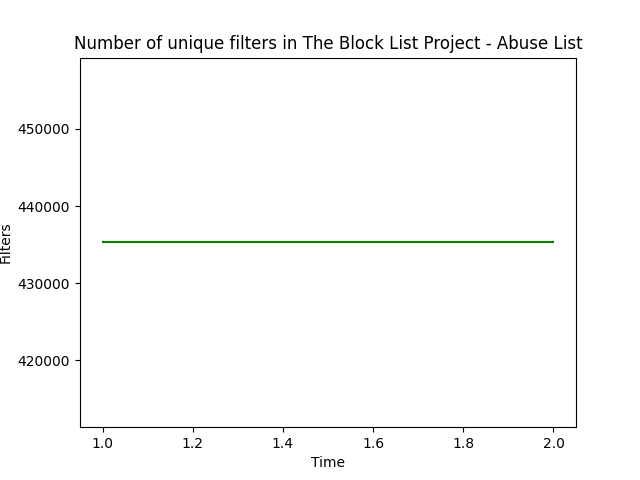 Number of unique filters in The Block List Project - Abuse List
450000
440000
430000
420000
Filters
1.0 1.2 1.4 1.6 1.8 2.0
Time